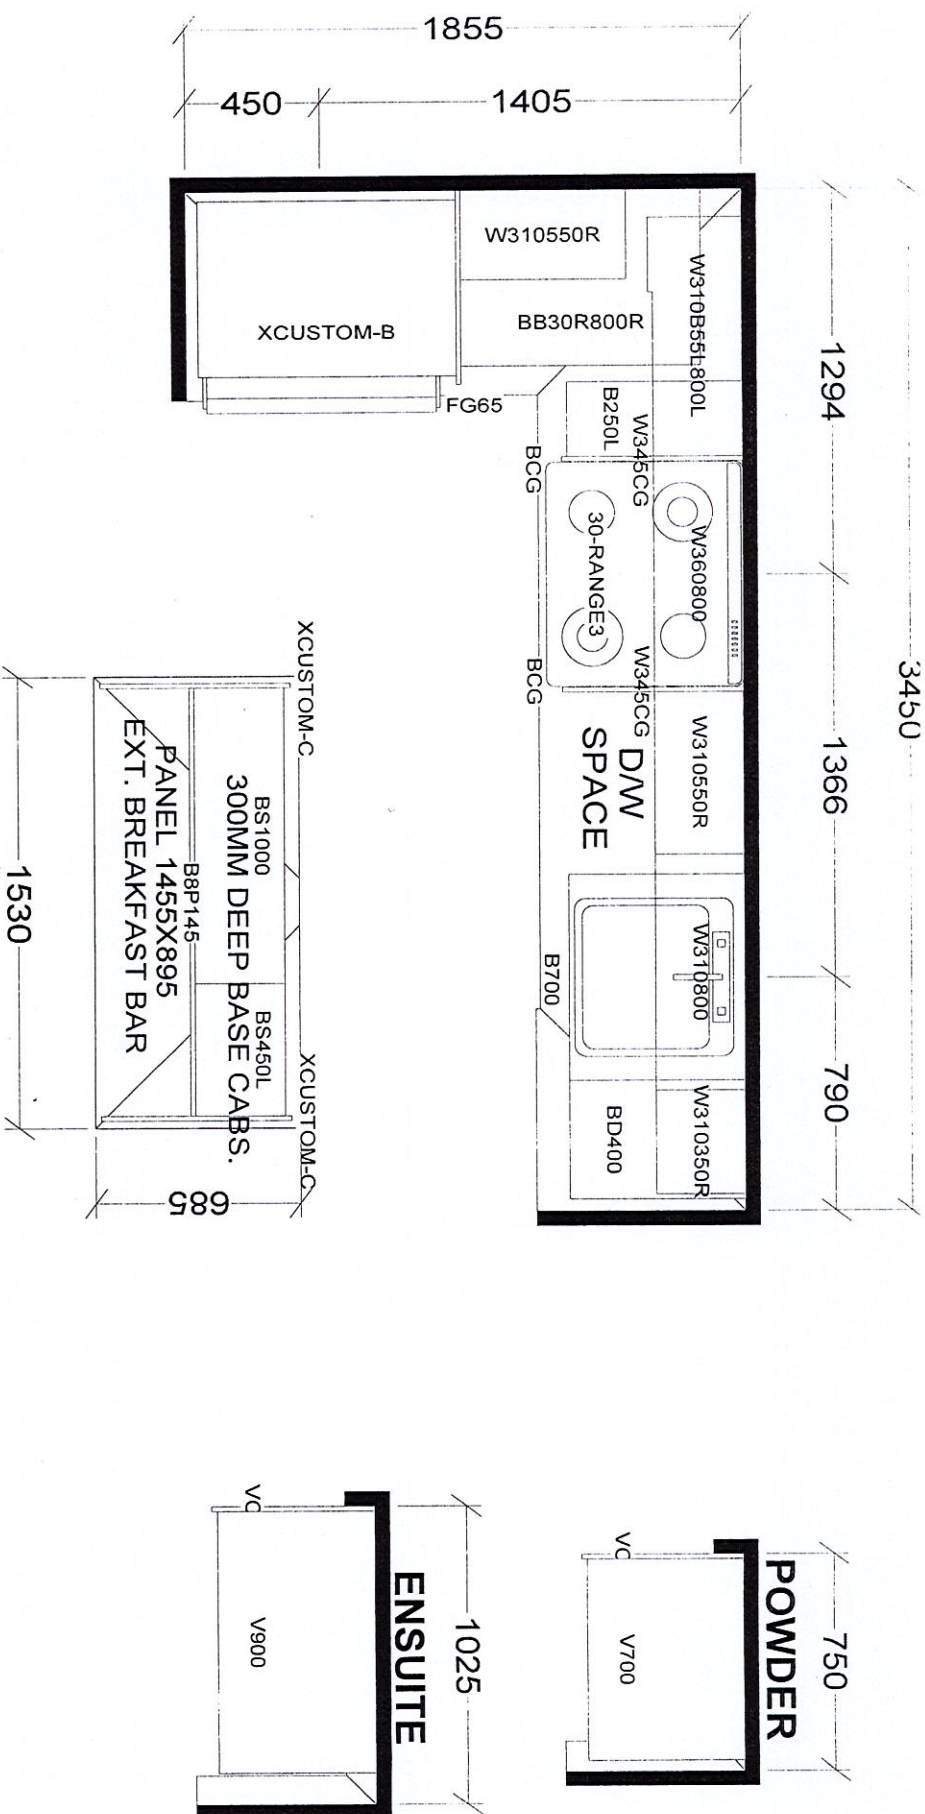 1855
450
1405
3450
1294
1366
790
W310550R
BB30R800R
W310B55L800L
XCUSTOM-B
FG65
B250L
W345CG
BCG
W360800
30-RANGE3
W345CG
BCG
W310550R
D/W
SPACE
W310800
B700
W310350R
BD400
XCUSTOM-C
XCUSTOM-C
BS1000
BS450L
300MM DEEP BASE CABS.
B8P145
PANEL 1455X895
EXT. BREAKFAST BAR
1530
685
POWDER
750
VC
V700
ENSUITE
1025
VC
V900